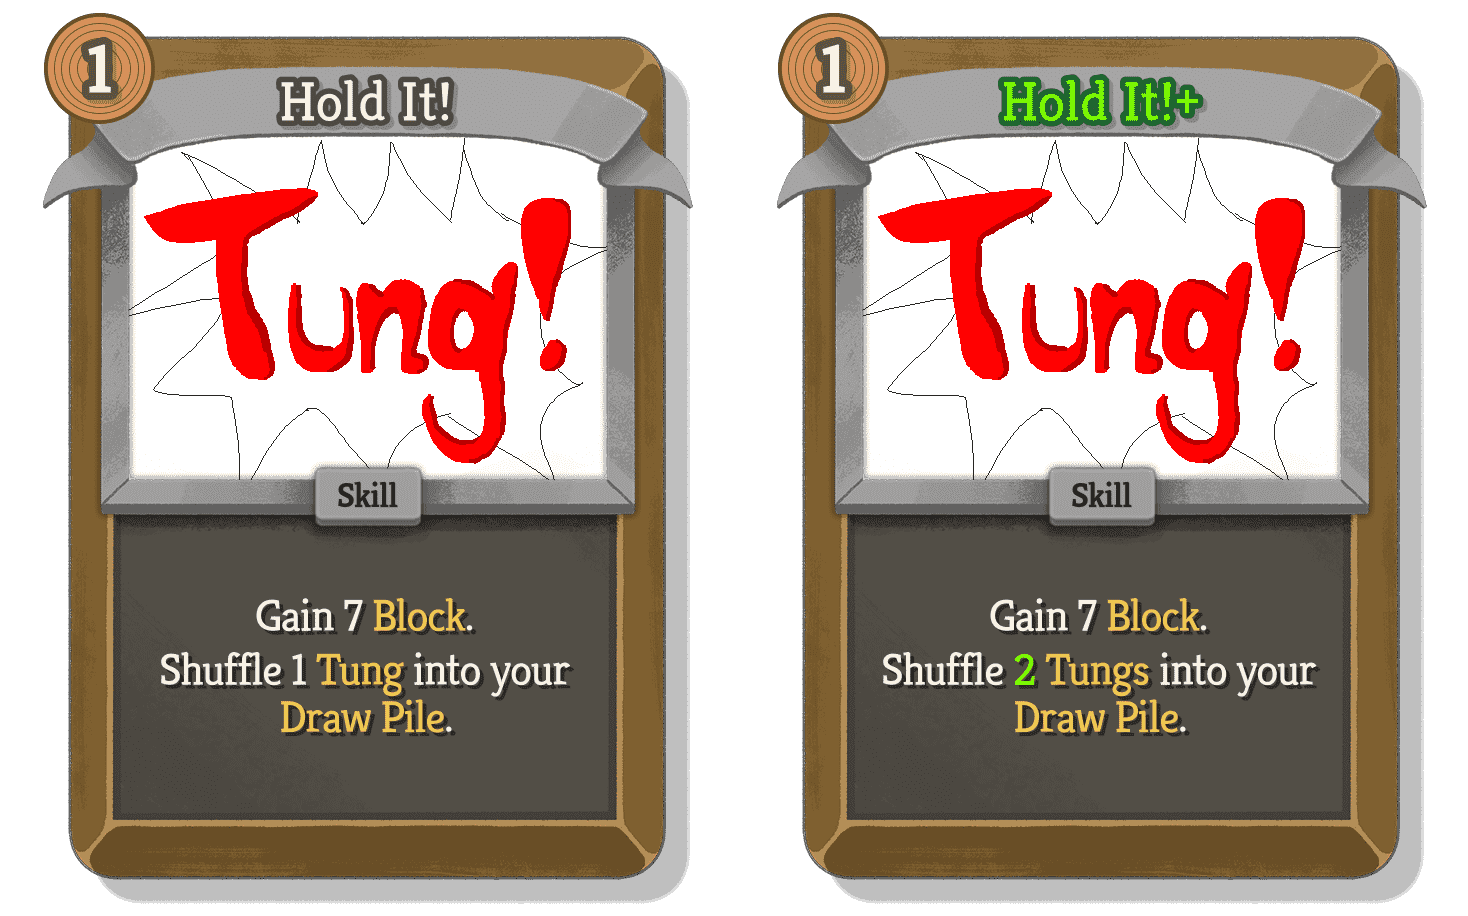 1
Hold It!
Tung!
Skill
Gain 7 Block.
Shuffle 1 Tung into your
Draw Pile.
1
Hold It!+
Tung!
Skill
Gain 7 Block.
Shuffle 2 Tungs into your
Draw Pile.